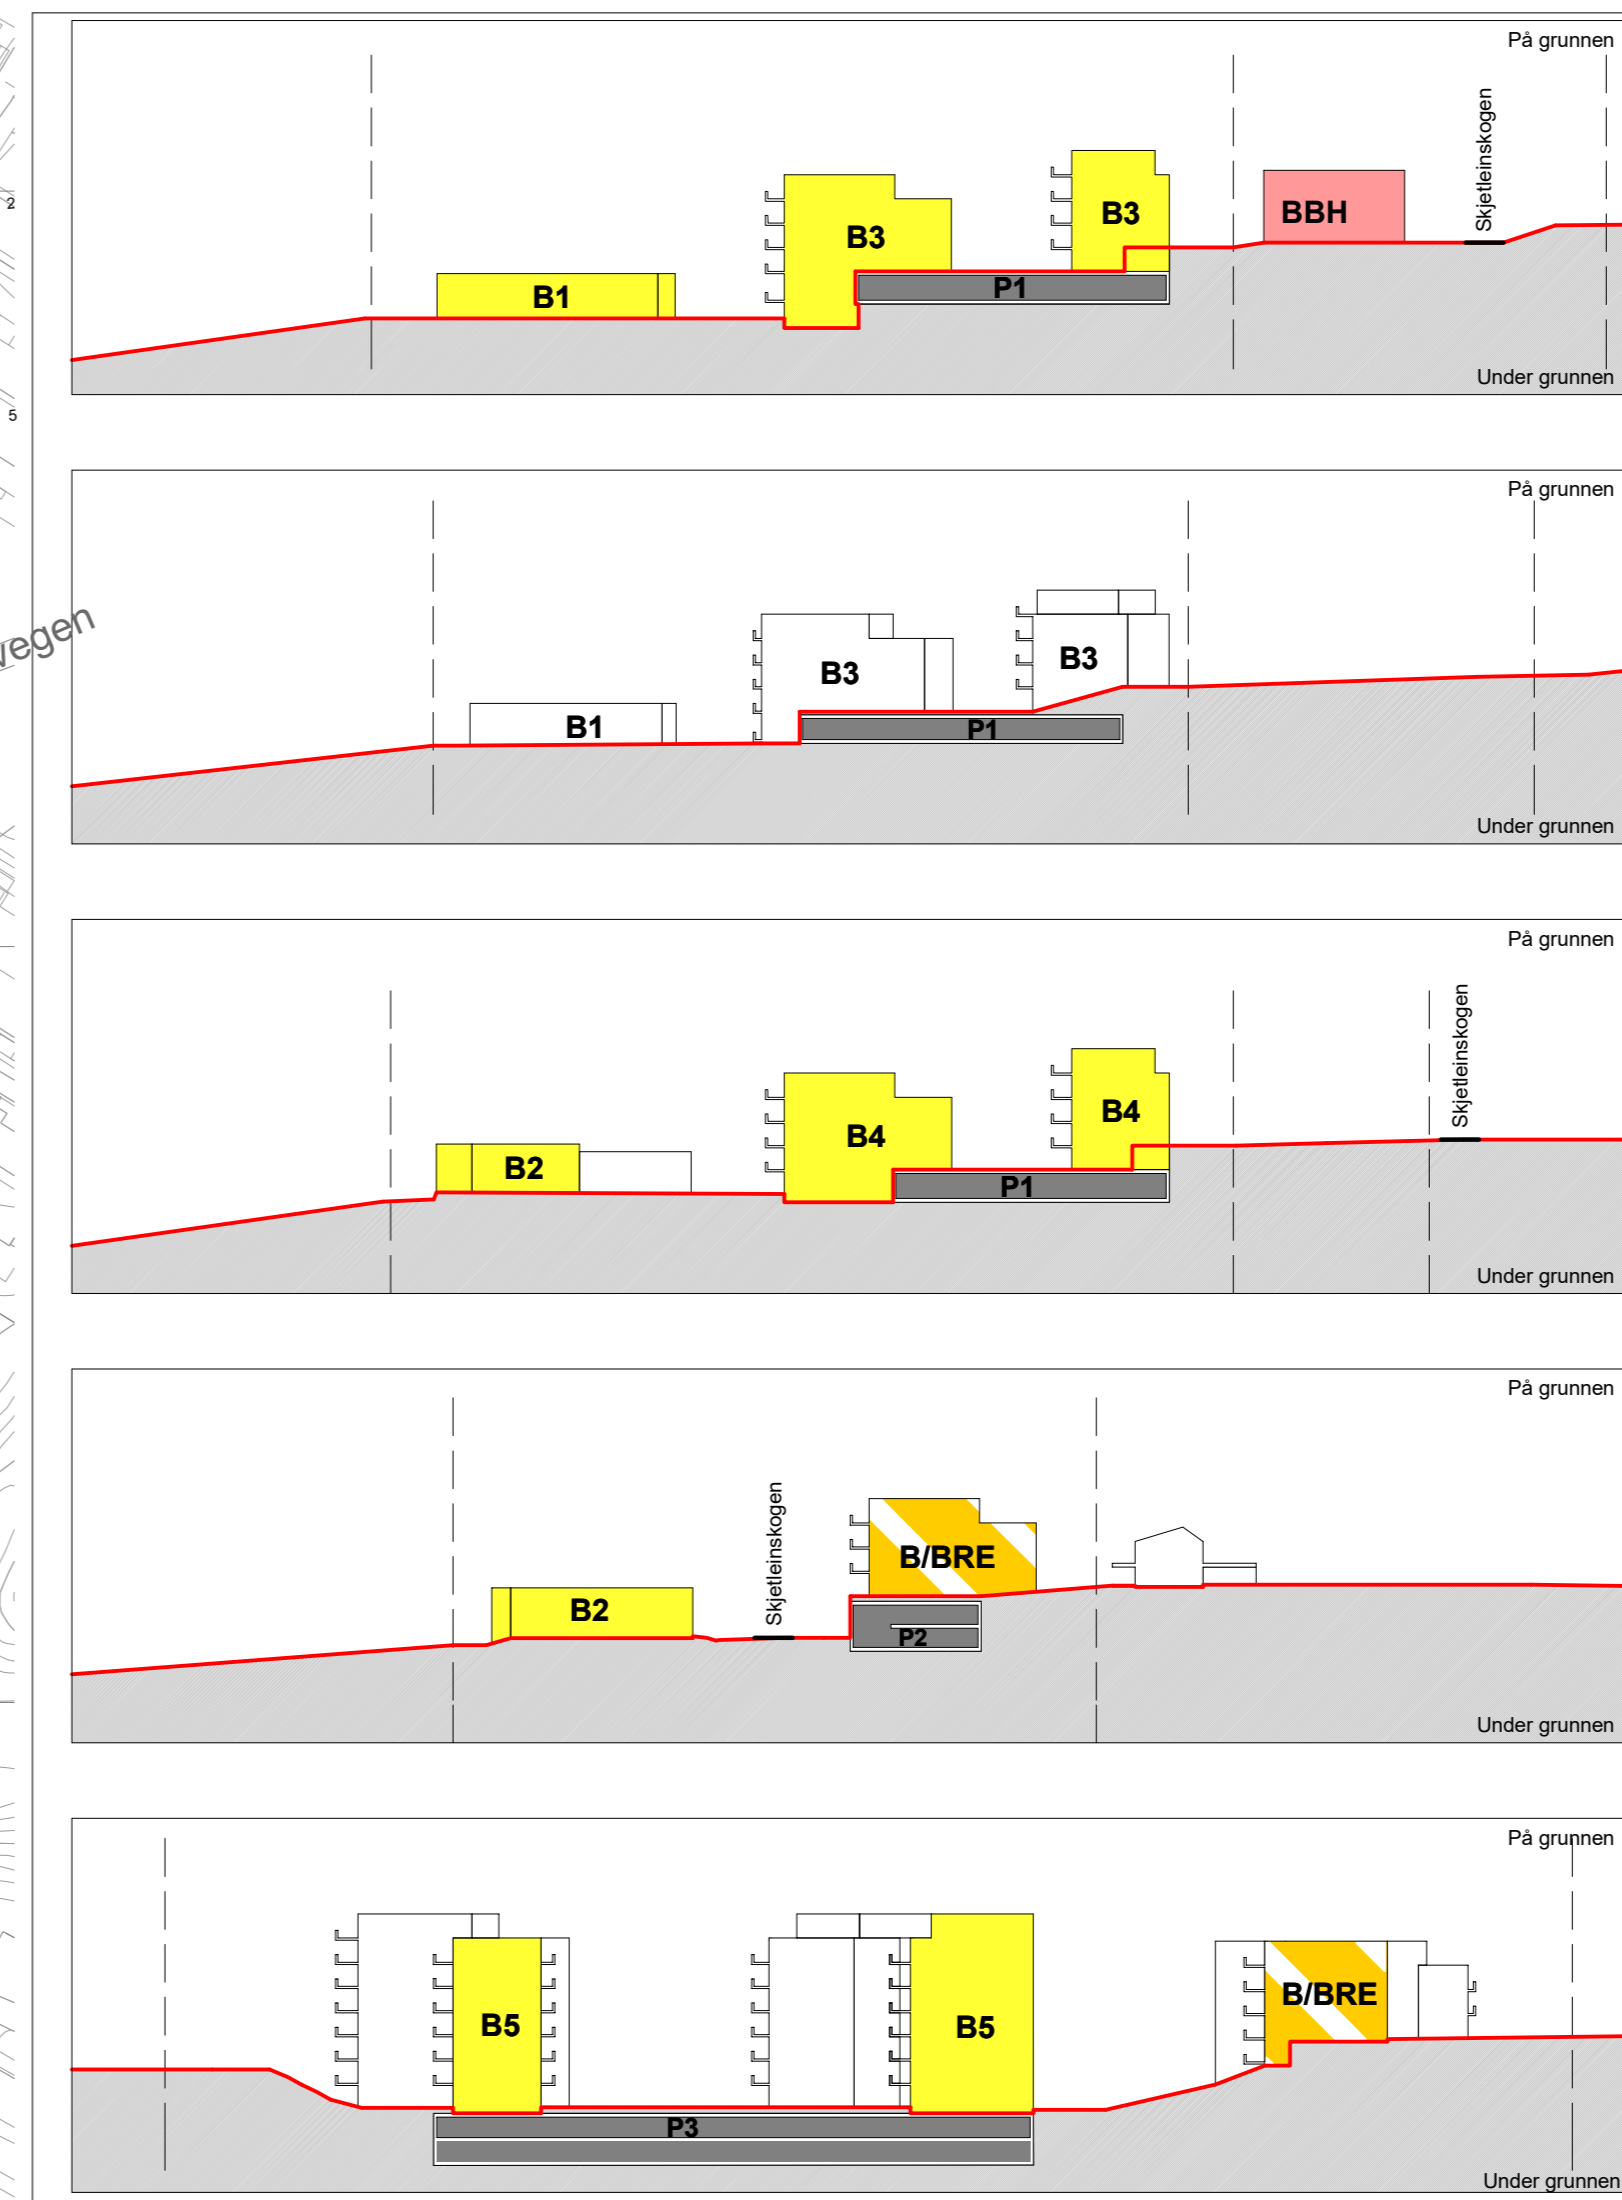 På grunnen
Skjetleinskogen
B3
B3
BBH
B1
P1
Under grunnen
2
5
På grunnen
vegen
B3
B3
B1
P1
Under grunnen
På grunnen
Skjetleinskogen
B4
B4
B2
P1
Under grunnen
På grunnen
Skjetleinskogen
B/BRE
B2
P2
Under grunnen
På grunnen
B/BRE
B5
B5
P3
Under grunnen